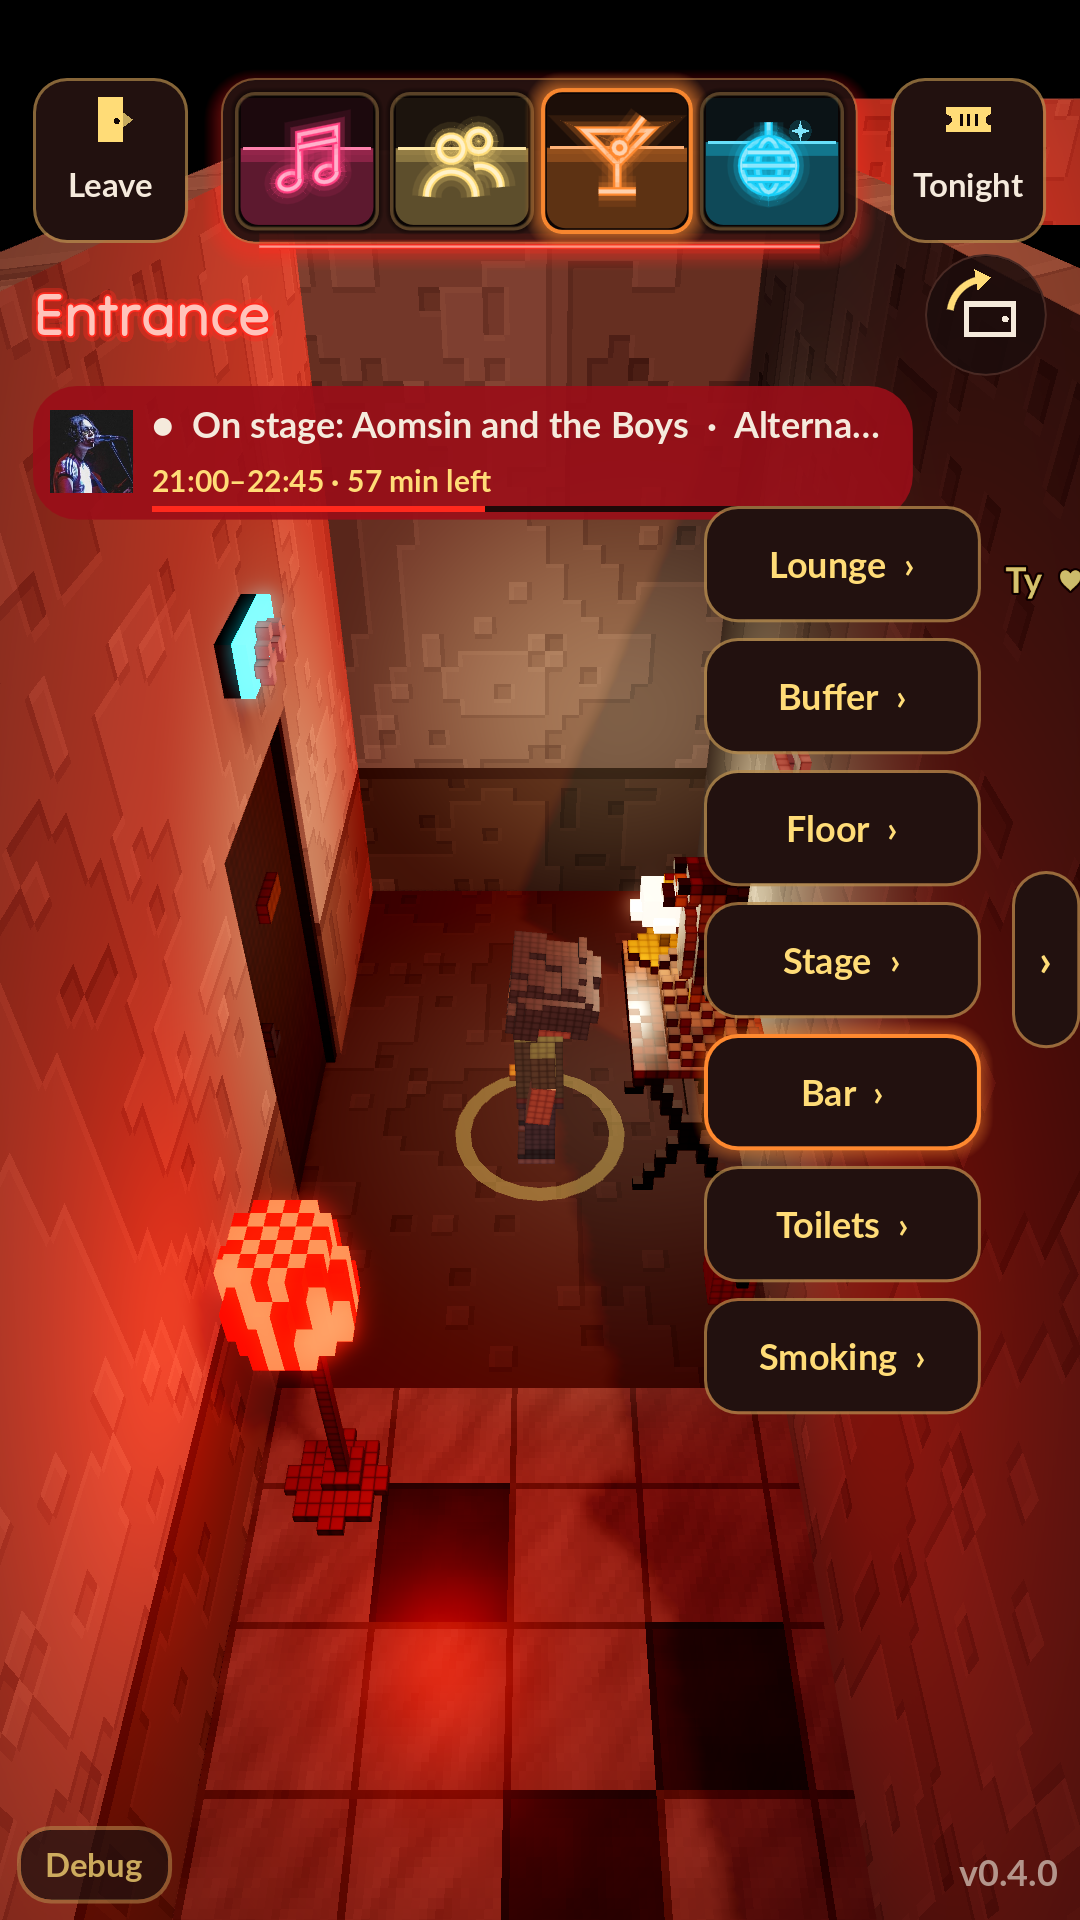 Leave
Tonight
Entrance
On stage: Aomsin and the Boys · Alterna...
21:00–22:45 · 57 min left
Lounge ›
Ty
Buffer ›
Floor ›
Stage ›
›
Bar ›
Toilets ›
Smoking ›
Debug
v0.4.0